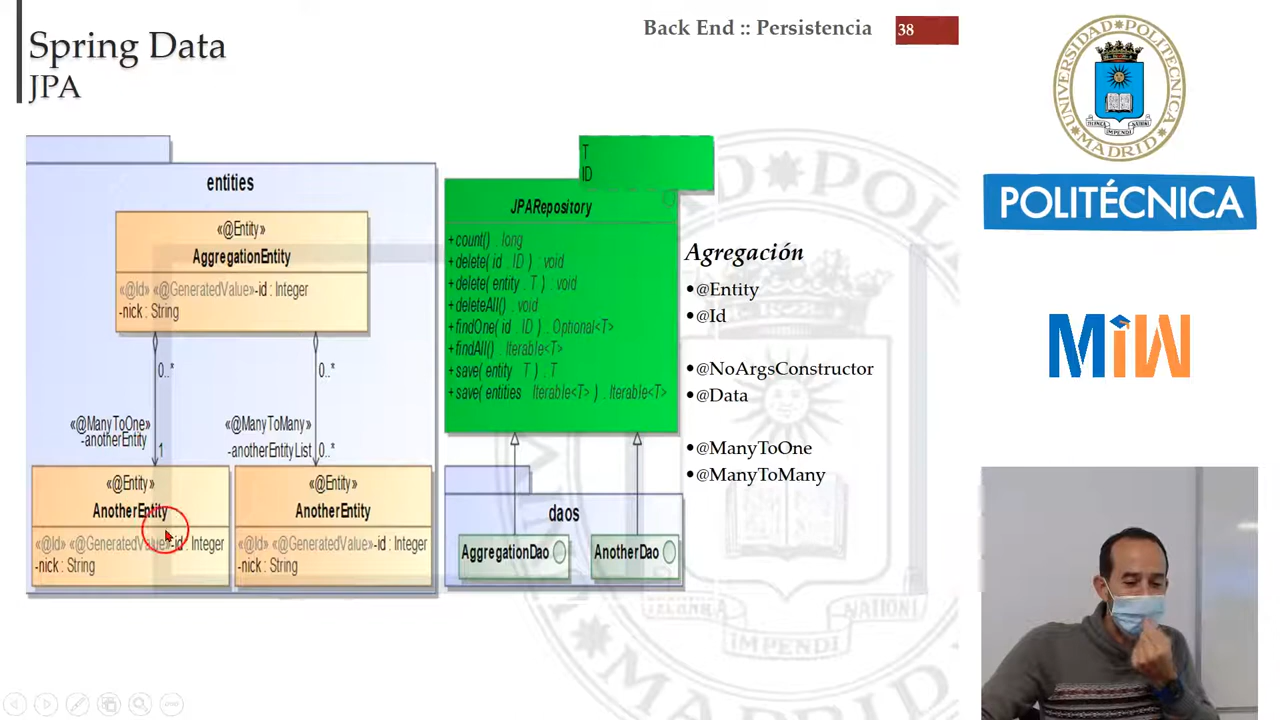 Spring Data
JPA
Back End :: Persistencia
38
entities
«@Entity»
AggregationEntity
«@Id» «@GeneratedValue»-id : Integer
-nick : String
0..*
0..*
«@ManyToOne»
-anotherEntity
1
«@ManyToMany»
-anotherEntityList
0..*
«@Entity»
AnotherEntity
«@Id» «@GeneratedValue»-id : Integer
-nick : String
«@Entity»
AnotherEntity
«@Id» «@GeneratedValue»-id : Integer
-nick : String
T
ID
JPARepository
+count() : long
+delete( id : ID ) : void
+delete( entity : T ) : void
+deleteAll() : void
+findOne( id : ID ) : Optional<T>
+findAll() : Iterable<T>
+save( entity : T ) : T
+save( entities : Iterable<T> ) : Iterable<T>
daos
AggregationDao
AnotherDao
Agregación
•@Entity
•@Id
•@NoArgsConstructor
•@Data
•@ManyToOne
•@ManyToMany
UNIVERSIDAD POLITÉCNICA
MADRID
POLITÉCNICA
MiW